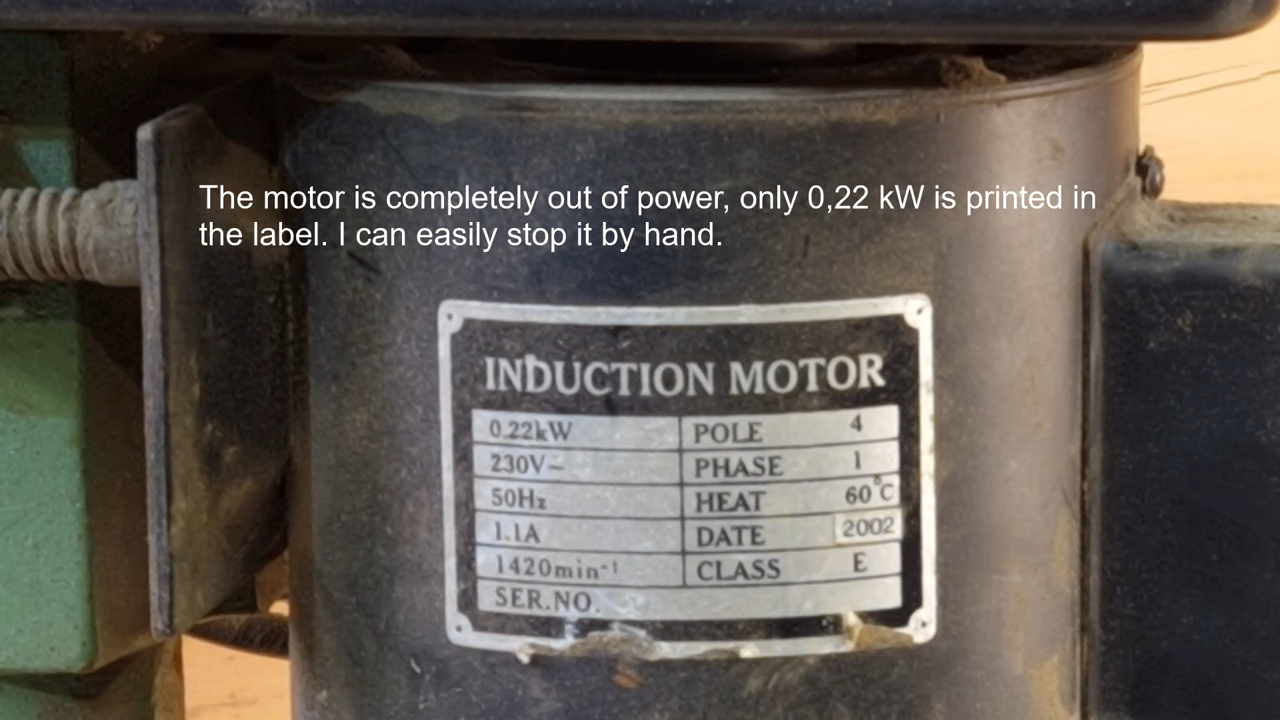 The motor is completely out of power, only 0,22 kW is printed in
the label. I can easily stop it by hand.
INDUCTION MOTOR
0.22kW POLE 4
230V~ PHASE 1
50Hz HEAT 60°C
1.1A DATE 2002
1420min⁻¹ CLASS E
SER.NO.